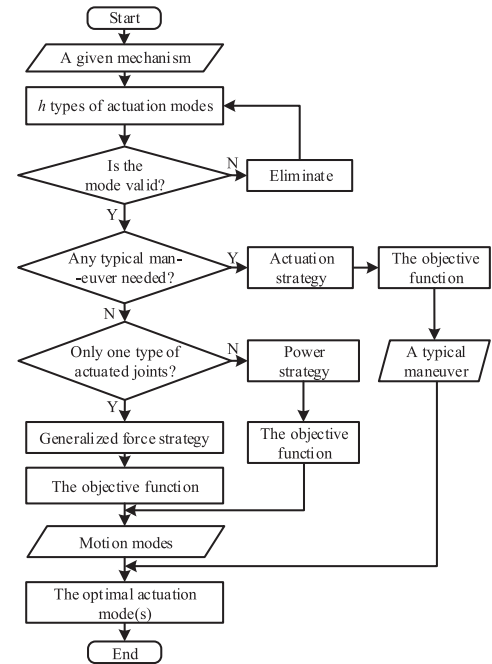 Start
A given mechanism
h types of actuation modes
Is the
mode valid?
N
Eliminate
Y
Any typical man-
-euver needed?
Y
Actuation
strategy
The objective
function
N
Only one type of
actuated joints?
N
Power
strategy
A typical
maneuver
Y
Generalized force strategy
The objective
function
The objective function
Motion modes
The optimal actuation
mode(s)
End